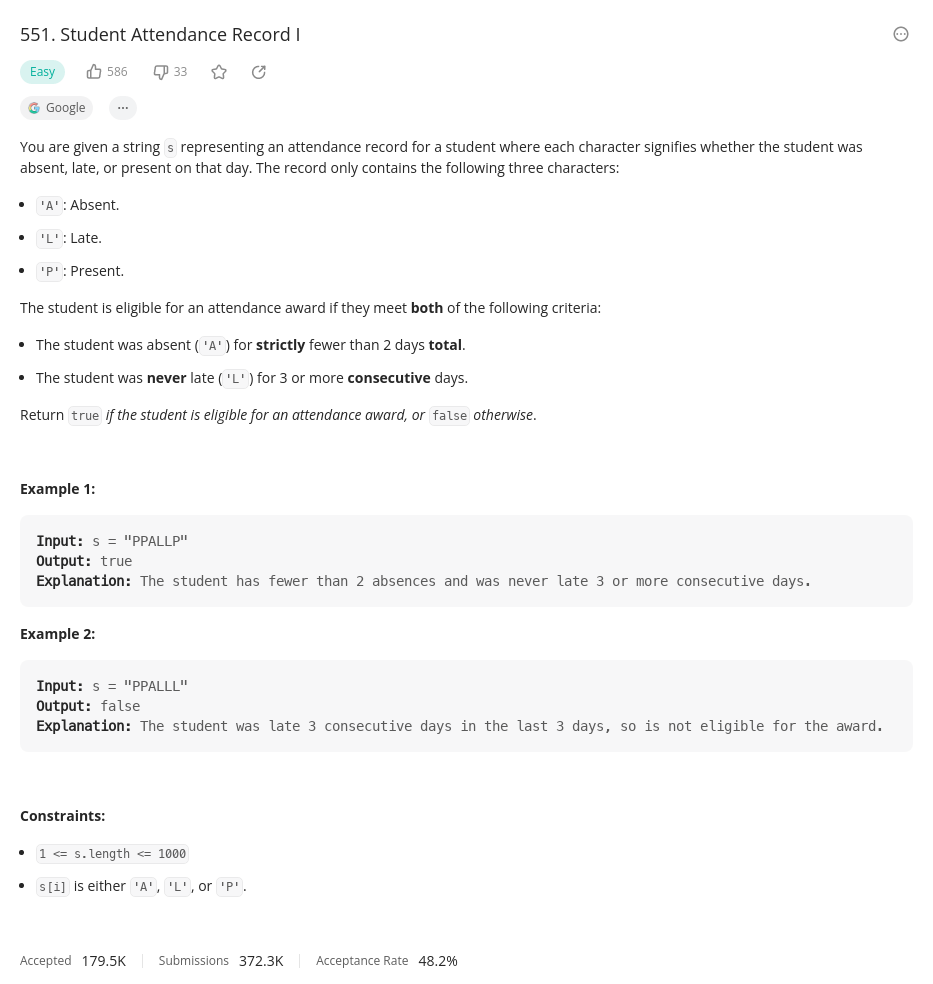 551. Student Attendance Record I
Easy 586 33
Google
You are given a string s representing an attendance record for a student where each character signifies whether the student was
absent, late, or present on that day. The record only contains the following three characters:
'A': Absent.
'L': Late.
'P': Present.
The student is eligible for an attendance award if they meet both of the following criteria:
The student was absent ('A') for strictly fewer than 2 days total.
The student was never late ('L') for 3 or more consecutive days.
Return true if the student is eligible for an attendance award, or false otherwise.
Example 1:
Input: s = "PPALLP"
Output: true
Explanation: The student has fewer than 2 absences and was never late 3 or more consecutive days.
Example 2:
Input: s = "PPALLL"
Output: false
Explanation: The student was late 3 consecutive days in the last 3 days, so is not eligible for the award.
Constraints:
1 <= s.length <= 1000
s[i] is either 'A', 'L', or 'P'.
Accepted 179.5K Submissions 372.3K Acceptance Rate 48.2%